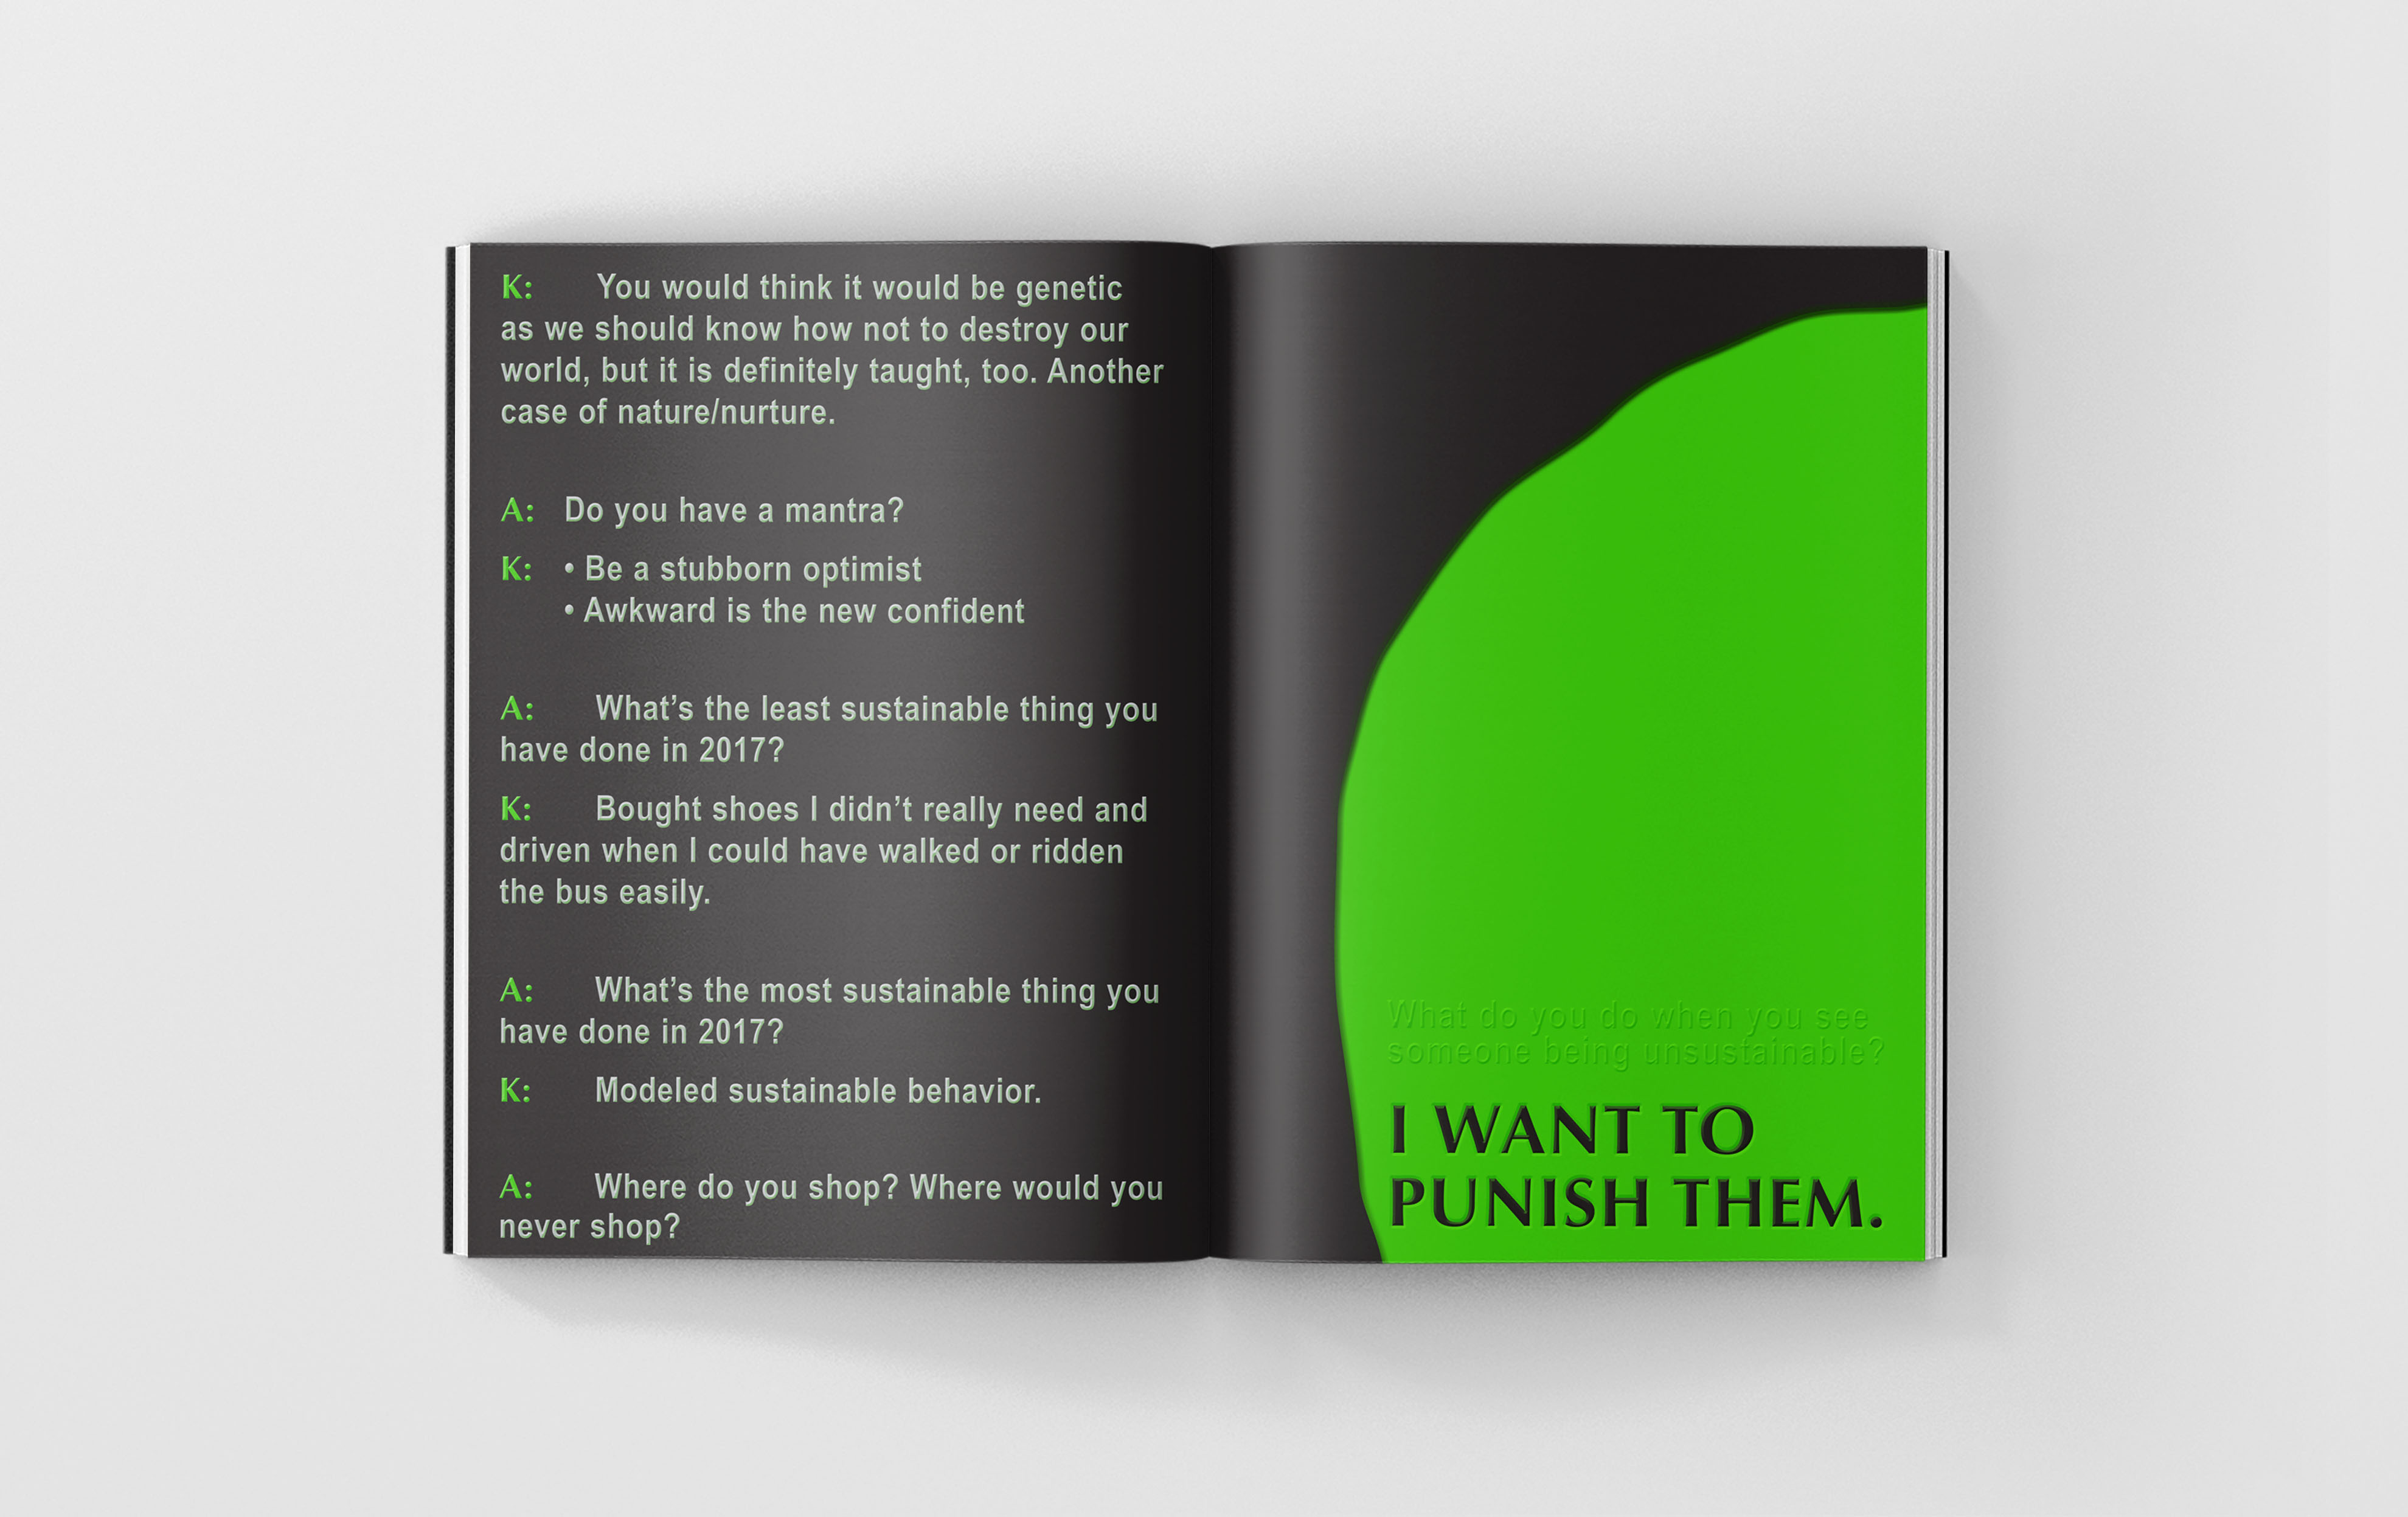 K: You would think it would be genetic
as we should know how not to destroy our
world, but it is definitely taught, too. Another
case of nature/nurture.
A: Do you have a mantra?
K: • Be a stubborn optimist
• Awkward is the new confident
A: What’s the least sustainable thing you
have done in 2017?
K: Bought shoes I didn’t really need and
driven when I could have walked or ridden
the bus easily.
A: What’s the most sustainable thing you
have done in 2017?
K: Modeled sustainable behavior.
A: Where do you shop? Where would you
never shop?
What do you do when you see
someone being unsustainable?
I WANT TO
PUNISH THEM.